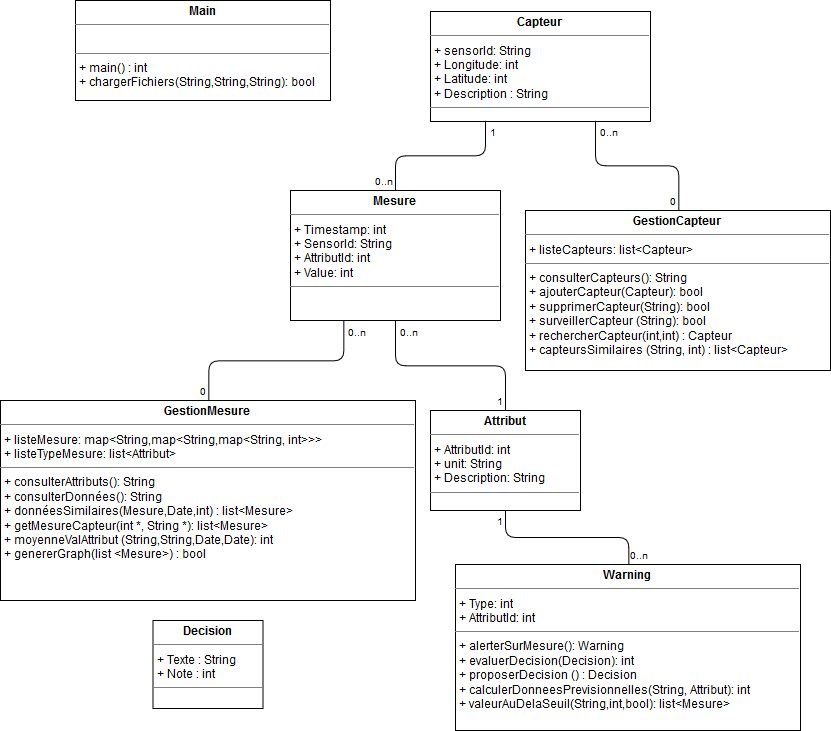 Main
+ main() : int
+ chargerFichiers(String,String,String): bool
Capteur
+ sensorId: String
+ Longitude: int
+ Latitude: int
+ Description : String
1
0..n
0..n
0
Mesure
+ Timestamp: int
+ SensorId: String
+ AttributId: int
+ Value: int
GestionCapteur
+ listeCapteurs: list<Capteur>
+ consulterCapteurs(): String
+ ajouterCapteur(Capteur): bool
+ supprimerCapteur(String): bool
+ surveillerCapteur (String): bool
+ rechercherCapteur(int,int) : Capteur
+ capteursSimilaires (String, int) : list<Capteur>
0..n
0..n
0
1
GestionMesure
+ listeMesure: map<String,map<String,map<String, int>>>
+ listeTypeMesure: list<Attribut>
+ consulterAttributs(): String
+ consulterDonnées(): String
+ donnéesSimilaires(Mesure,Date,int) : list<Mesure>
+ getMesureCapteur(int *, String *): list<Mesure>
+ moyenneValAttribut (String,String,Date,Date): int
+ genererGraph(list <Mesure>) : bool
Attribut
+ AttributId: int
+ unit: String
+ Description: String
1
0..n
Warning
+ Type: int
+ AttributId: int
+ alerterSurMesure(): Warning
+ evaluerDecision(Decision): int
+ proposerDecision () : Decision
+ calculerDonneesPrevisionnelles(String, Attribut): int
+ valeurAuDelaSeuil(String,int,bool): list<Mesure>
Decision
+ Texte : String
+ Note : int